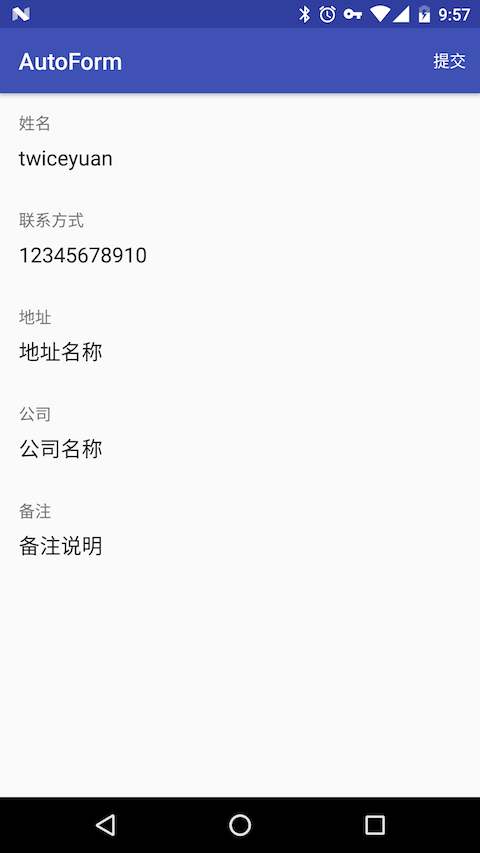 9:57
AutoForm
提交
姓名
twiceyuan
联系方式
12345678910
地址
地址名称
公司
公司名称
备注
备注说明